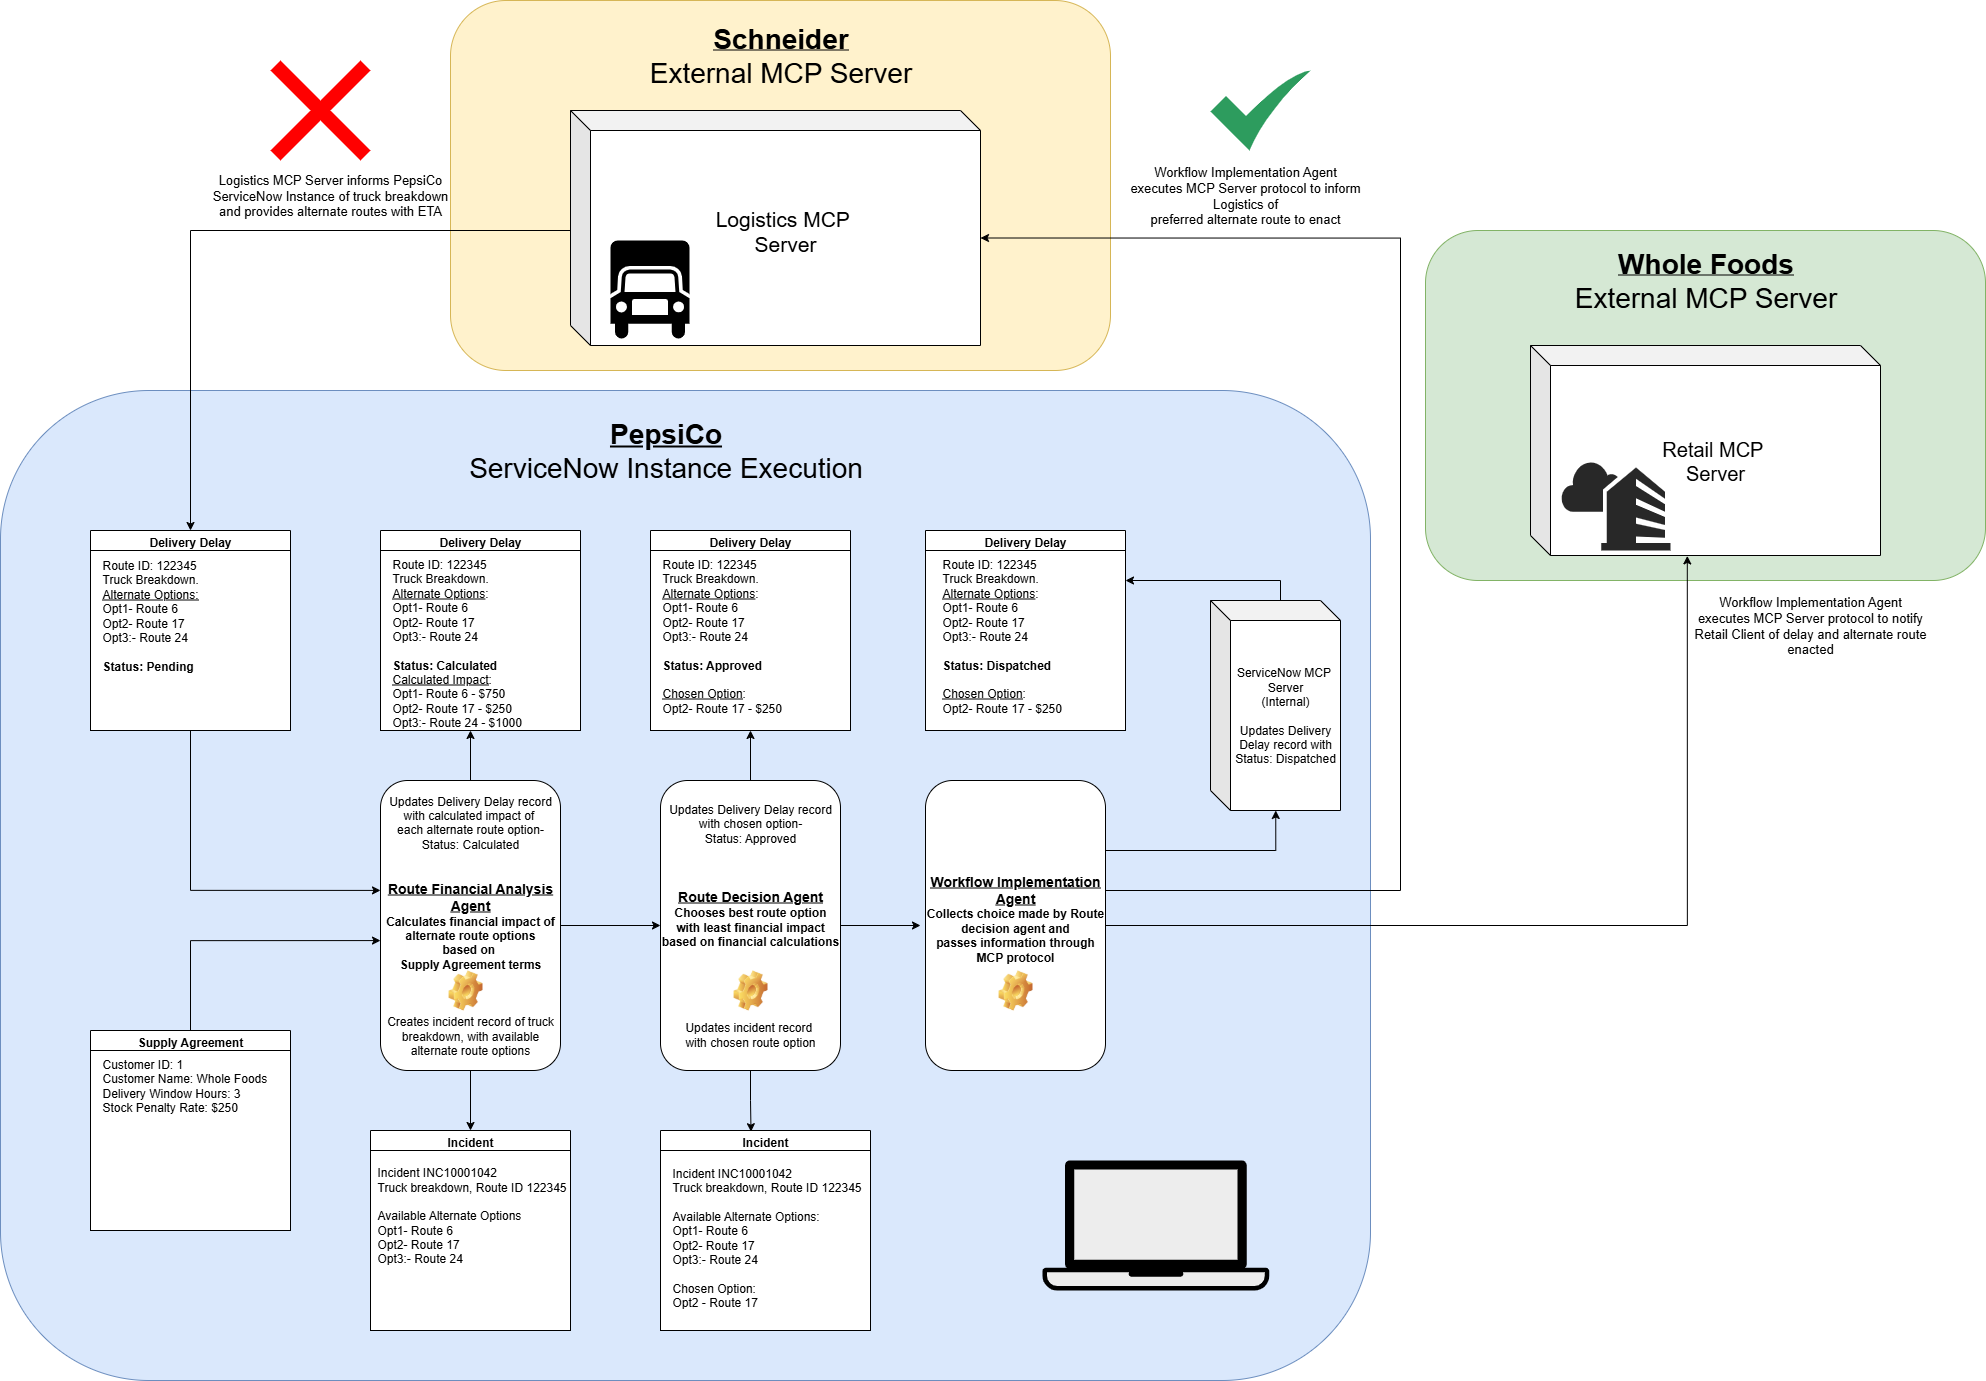 Schneider
External MCP Server
Logistics MCP Server informs PepsiCo
ServiceNow Instance of truck breakdown
and provides alternate routes with ETA
Logistics MCP
Server
Workflow Implementation Agent
executes MCP Server protocol to inform
Logistics of
preferred alternate route to enact
Whole Foods
External MCP Server
Retail MCP
Server
Workflow Implementation Agent
executes MCP Server protocol to notify
Retail Client of delay and alternate route
enacted
PepsiCo
ServiceNow Instance Execution
Delivery Delay
Route ID: 122345
Truck Breakdown.
Alternate Options:
Opt1- Route 6
Opt2- Route 17
Opt3:- Route 24
Status: Pending
Delivery Delay
Route ID: 122345
Truck Breakdown.
Alternate Options:
Opt1- Route 6
Opt2- Route 17
Opt3:- Route 24
Status: Calculated
Calculated Impact:
Opt1- Route 6 - $750
Opt2- Route 17 - $250
Opt3:- Route 24 - $1000
Delivery Delay
Route ID: 122345
Truck Breakdown.
Alternate Options:
Opt1- Route 6
Opt2- Route 17
Opt3:- Route 24
Status: Approved
Chosen Option:
Opt2- Route 17 - $250
Delivery Delay
Route ID: 122345
Truck Breakdown.
Alternate Options:
Opt1- Route 6
Opt2- Route 17
Opt3:- Route 24
Status: Dispatched
Chosen Option:
Opt2- Route 17 - $250
ServiceNow MCP
Server
(Internal)
Updates Delivery
Delay record with
Status: Dispatched
Updates Delivery Delay record
with calculated impact of
each alternate route option-
Status: Calculated
Route Financial Analysis
Agent
Calculates financial impact of
alternate route options
based on
Supply Agreement terms
Creates incident record of truck
breakdown, with available
alternate route options
Updates Delivery Delay record
with chosen option-
Status: Approved
Route Decision Agent
Chooses best route option
with least financial impact
based on financial calculations
Updates incident record
with chosen route option
Workflow Implementation
Agent
Collects choice made by Route
decision agent and
passes information through
MCP protocol
Supply Agreement
Customer ID: 1
Customer Name: Whole Foods
Delivery Window Hours: 3
Stock Penalty Rate: $250
Incident
Incident INC10001042
Truck breakdown, Route ID 122345
Available Alternate Options
Opt1- Route 6
Opt2- Route 17
Opt3:- Route 24
Incident
Incident INC10001042
Truck breakdown, Route ID 122345
Available Alternate Options:
Opt1- Route 6
Opt2- Route 17
Opt3:- Route 24
Chosen Option:
Opt2 - Route 17